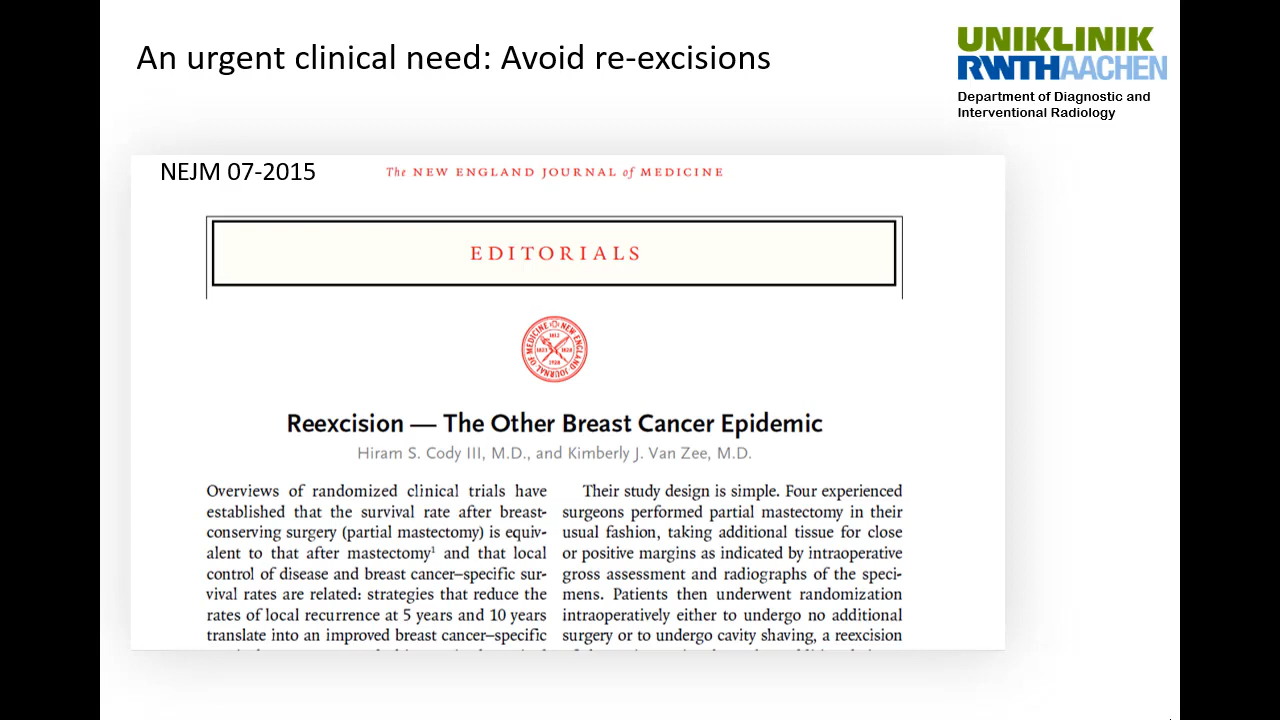 An urgent clinical need: Avoid re-excisions
UNIKLINIK
RWTHAACHEN
Department of Diagnostic and
Interventional Radiology
NEJM 07-2015
The NEW ENGLAND JOURNAL of MEDICINE
EDITORIALS
Reexcision — The Other Breast Cancer Epidemic
Hiram S. Cody III, M.D., and Kimberly J. Van Zee, M.D.
Overviews of randomized clinical trials have
established that the survival rate after breast-
conserving surgery (partial mastectomy) is equiv-
alent to that after mastectomy¹ and that local
control of disease and breast cancer–specific sur-
vival rates are related: strategies that reduce the
rates of local recurrence at 5 years and 10 years
translate into an improved breast cancer–specific
Their study design is simple. Four experienced
surgeons performed partial mastectomy in their
usual fashion, taking additional tissue for close
or positive margins as indicated by intraoperative
gross assessment and radiographs of the speci-
mens. Patients then underwent randomization
intraoperatively either to undergo no additional
surgery or to undergo cavity shaving, a reexcision